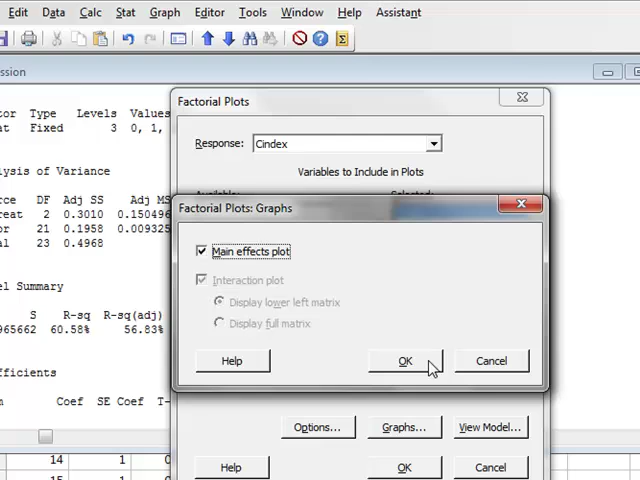 Edit Data Calc Stat Graph Editor Tools Window Help Assistant
ssion
tor Type Levels Values
at Fixed 3 0, 1,
Factorial Plots
Response: Cindex
Variables to Include in Plots
alysis of Variance
rce DF Adj SS Adj MS
reat 2 0.3010 0.150496
or 21 0.1958 0.009325
al 23 0.4968
Factorial Plots: Graphs
Main effects plot
Interaction plot
Display lower left matrix
Display full matrix
Help OK Cancel
el Summary
S R-sq R-sq(adj)
965662 60.58% 56.83%
fficients
m Coef SE Coef T-
Options... Graphs... View Model...
Help OK Cancel
14 1 0
15 1